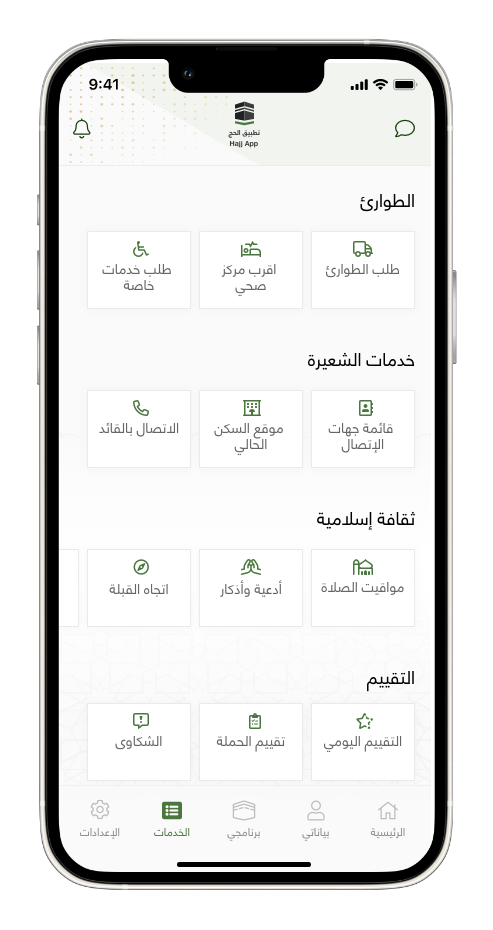 9:41
تطبيق الحج
Hajj App
الطوارئ
طلب الطوارئ
اقرب مركز
صحي
طلب خدمات
خاصة
خدمات الشعيرة
قائمة جهات
الإتصال
موقع السكن
الحالي
الاتصال بالقائد
ثقافة إسلامية
مواقيت الصلاة
أدعية وأذكار
اتجاه القبلة
التقييم
التقييم اليومي
تقييم الحملة
الشكاوى
الرئيسية
بياناتي
برنامجي
الخدمات
الإعدادات